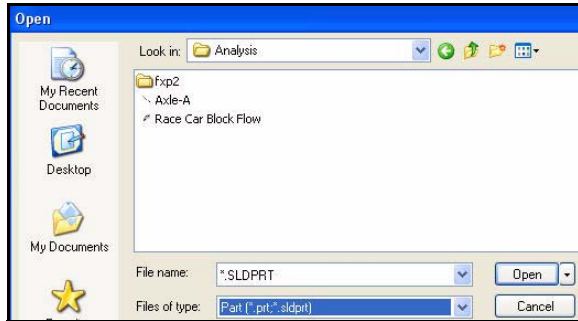 Open
Look in: Analysis
My Recent
Documents
Desktop
My Documents
fxp2
Axle-A
Race Car Block Flow
File name: *.SLDPRT Open
Files of type: Part (*.prt;*.sldprt) Cancel